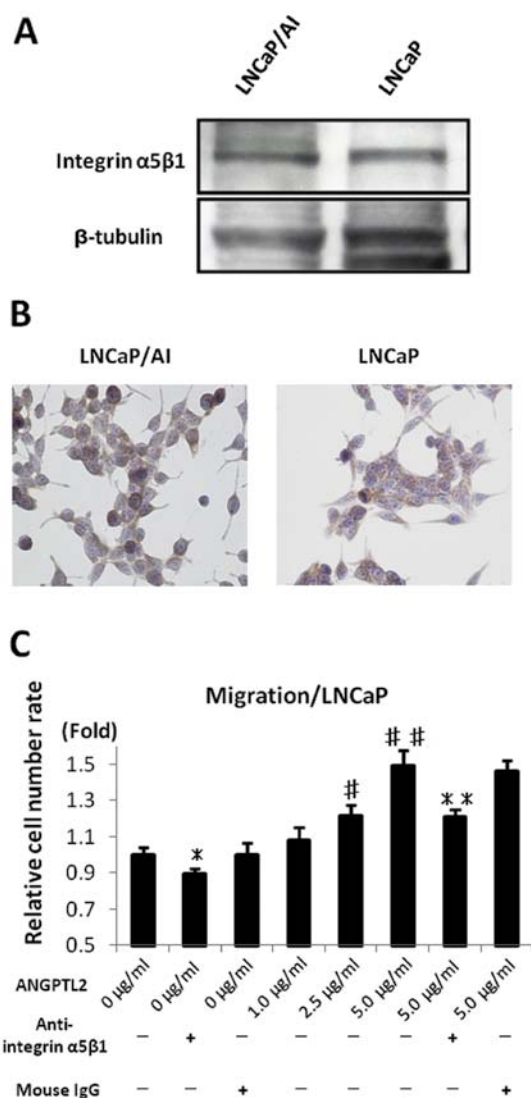 A
LNCaP/AI LNCaP
Integrin α5β1
β-tubulin
B
LNCaP/AI LNCaP
C
Migration/LNCaP
(Fold)
Relative cell number rate
1.5
1.3
1.1
0.9
0.7
0.5
* # # # * *
ANGPTL2 0 µg/ml 0 µg/ml 0 µg/ml 1.0 µg/ml 2.5 µg/ml 5.0 µg/ml 5.0 µg/ml 5.0 µg/ml
Anti-
integrin α5β1 − + − − − − + −
Mouse IgG − − + − − − − +